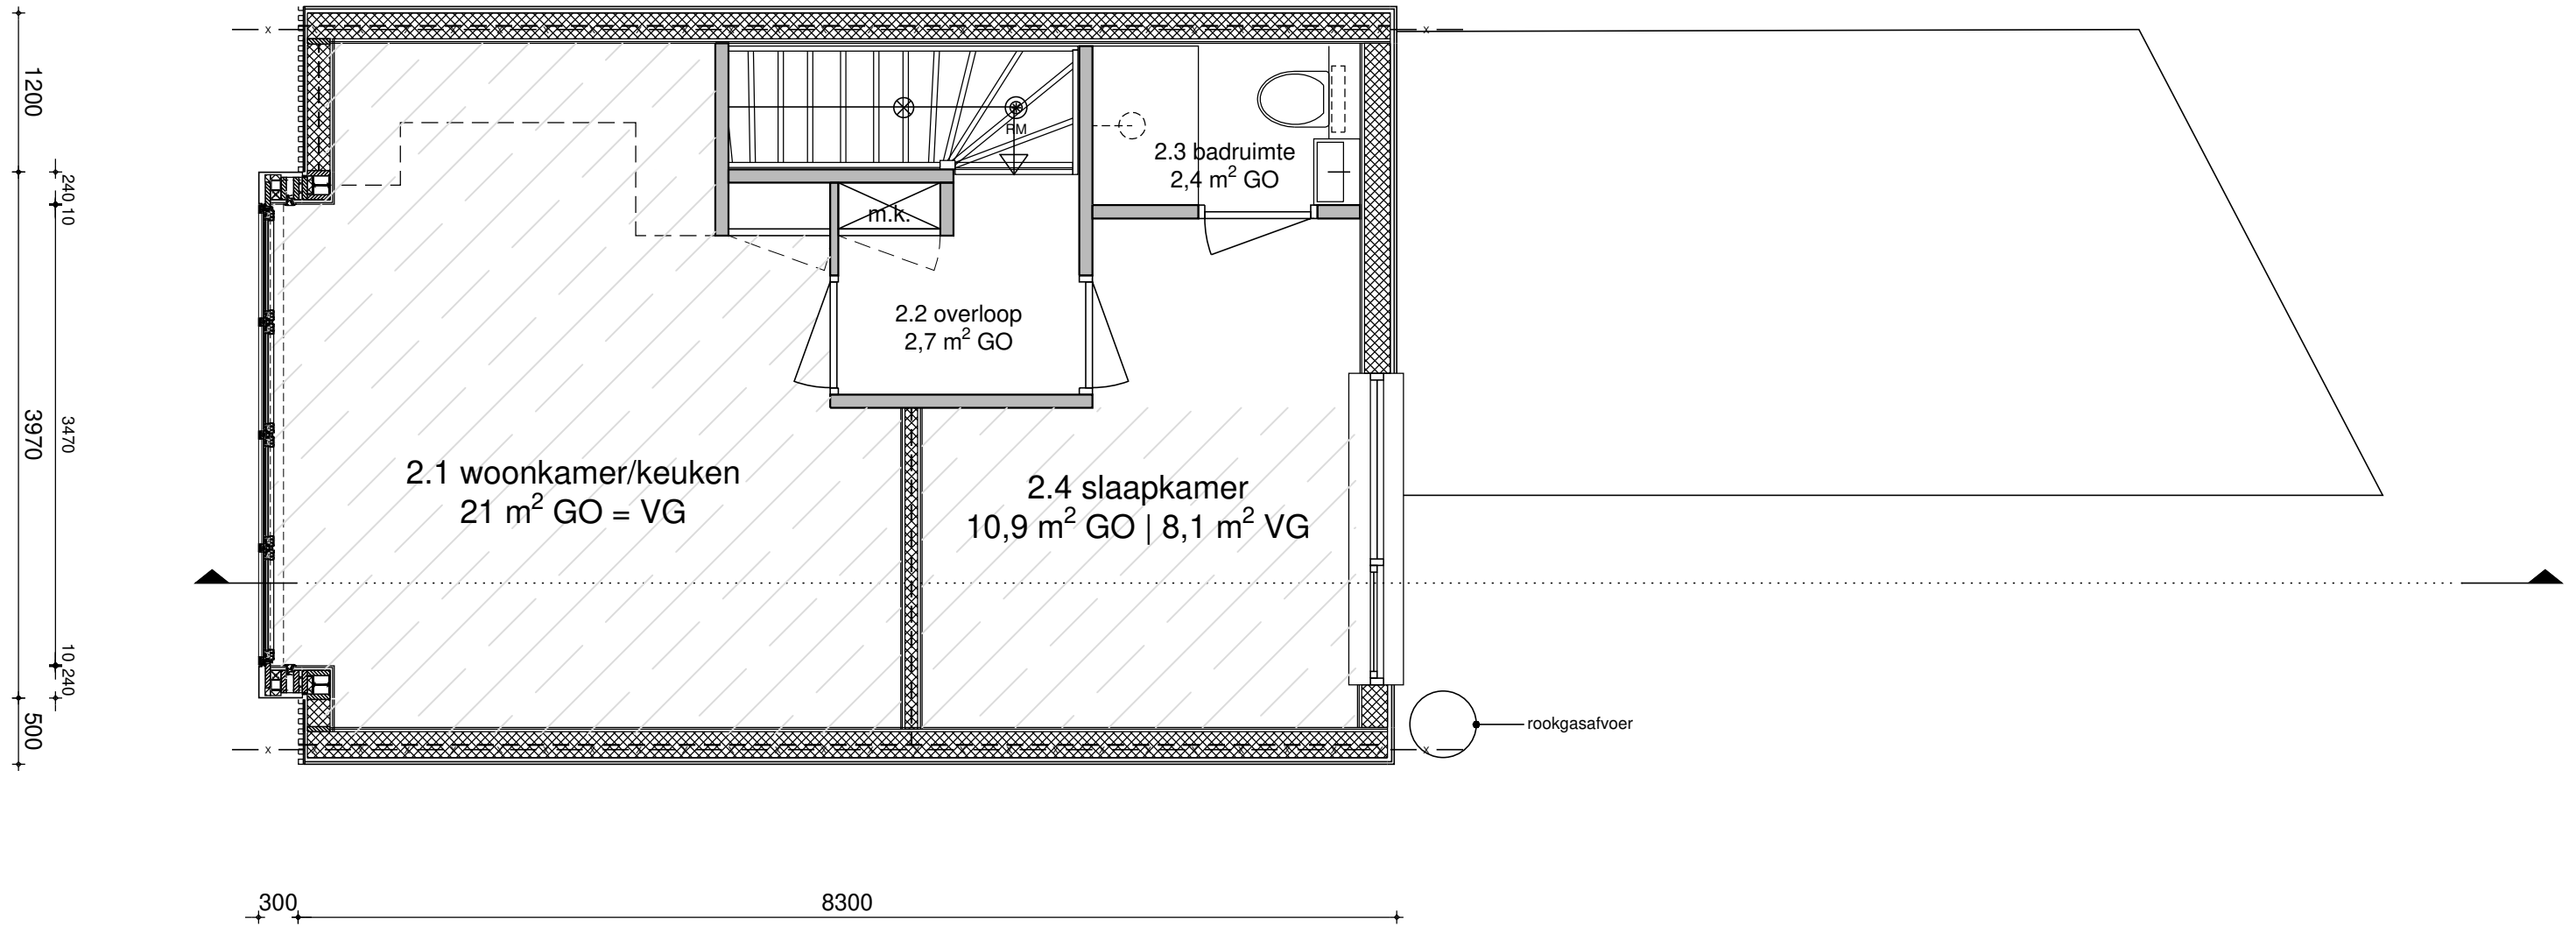 x
x
1200
240
10
3970
3470
10
240
500
RM
2.3 badruimte
2,4 m² GO
m.k.
2.2 overloop
2,7 m² GO
2.1 woonkamer/keuken
21 m² GO = VG
2.4 slaapkamer
10,9 m² GO | 8,1 m² VG
rookgasafvoer
x
x
300
8300